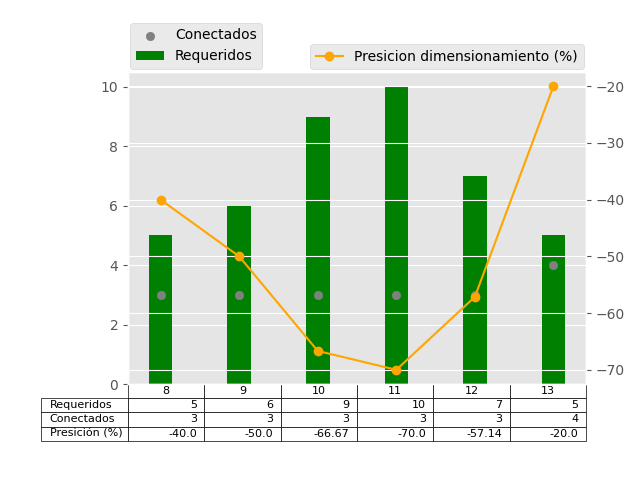 Conectados
Requeridos
Presicion dimensionamiento (%)
10
8
6
4
2
0
−20
−30
−40
−50
−60
−70
8 9 10 11 12 13
Requeridos 5 6 9 10 7 5
Conectados 3 3 3 3 3 4
Presición (%) -40.0 -50.0 -66.67 -70.0 -57.14 -20.0